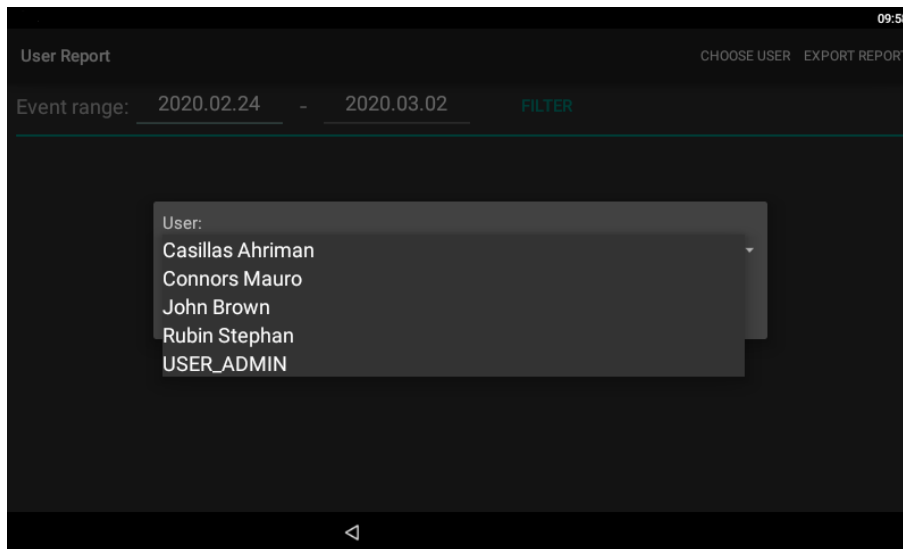 09:58
User Report CHOOSE USER EXPORT REPORT
Event range: 2020.02.24 - 2020.03.02 FILTER
User:
Casillas Ahriman
Connors Mauro
John Brown
Rubin Stephan
USER_ADMIN